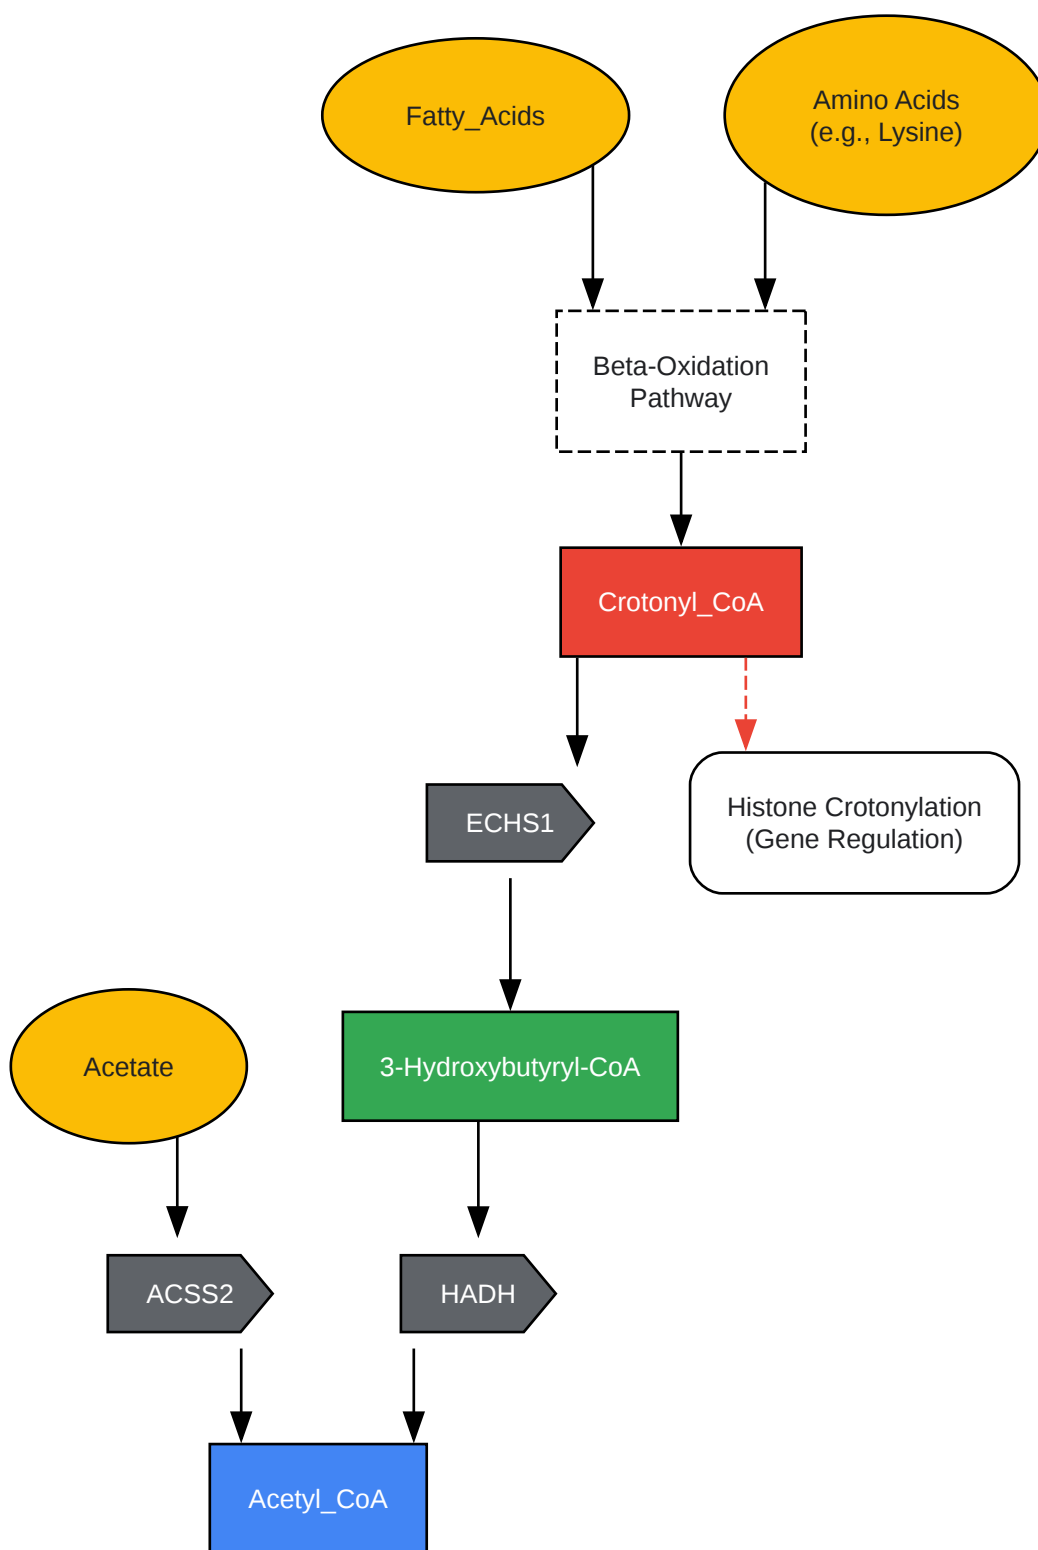 Fatty_Acids
Amino Acids
(e.g., Lysine)
Beta-Oxidation
Pathway
Crotonyl_CoA
ECHS1
Histone Crotonylation
(Gene Regulation)
Acetate
3-Hydroxybutyryl-CoA
ACSS2
HADH
Acetyl_CoA